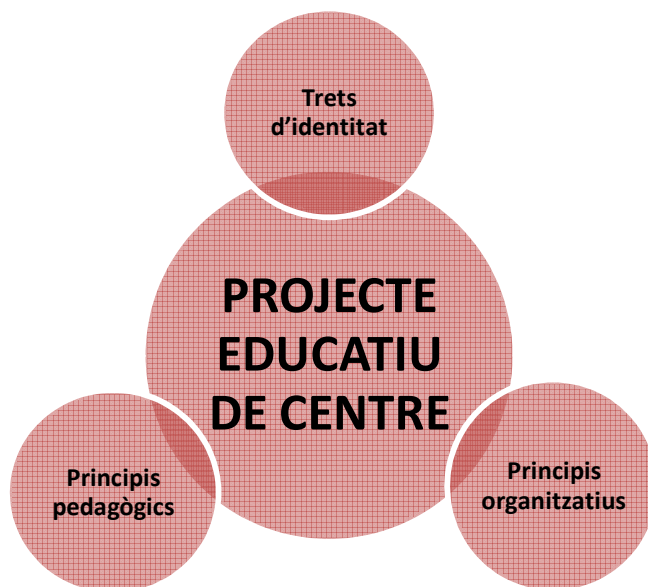 Trets
d’identitat
PROJECTE
EDUCATIU
DE CENTRE
Principis
pedagògics
Principis
organitzatius